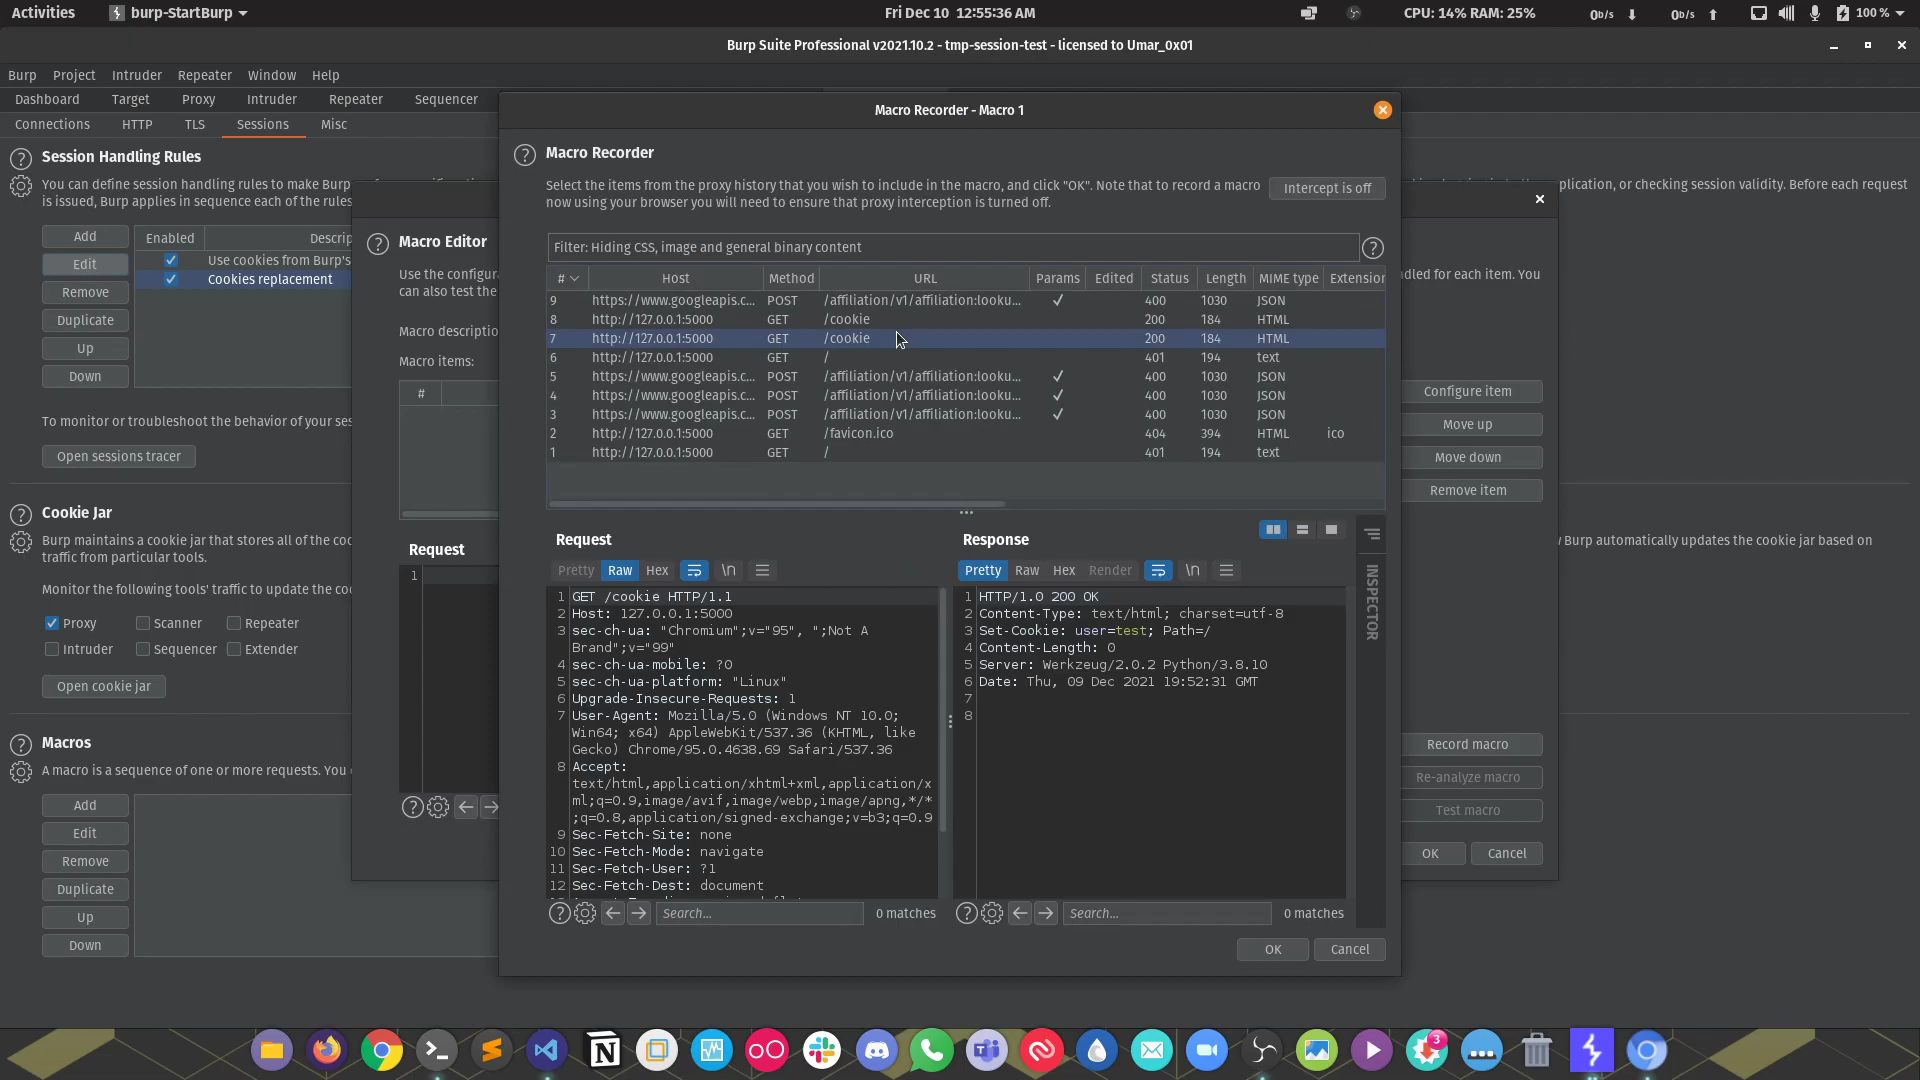 Activities
burp-StartBurp
Fri Dec 10 12:55:36 AM
CPU: 14% RAM: 25%
0b/s
0b/s
100 %
Burp Suite Professional v2021.10.2 - tmp-session-test - licensed to Umar_0x01
Burp Project Intruder Repeater Window Help
Dashboard Target Proxy Intruder Repeater Sequencer
Connections HTTP TLS Sessions Misc
Macro Recorder - Macro 1
Session Handling Rules
You can define session handling rules to make Burp
is issued, Burp applies in sequence each of the rules
plication, or checking session validity. Before each request
Add
Edit
Remove
Duplicate
Up
Down
Enabled Descrip
Use cookies from Burp's
Cookies replacement
To monitor or troubleshoot the behavior of your ses
Open sessions tracer
Cookie Jar
Burp maintains a cookie jar that stores all of the coo
traffic from particular tools.
Burp automatically updates the cookie jar based on
Monitor the following tools' traffic to update the coo
Proxy Scanner Repeater
Intruder Sequencer Extender
Open cookie jar
Macros
A macro is a sequence of one or more requests. You
Add
Edit
Remove
Duplicate
Up
Down
Macro Editor
Use the configura
can also test the
dled for each item. You
Macro descriptio
Macro items:
#
Request
1
Configure item
Move up
Move down
Remove item
Record macro
Re-analyze macro
Test macro
OK Cancel
Macro Recorder
Select the items from the proxy history that you wish to include in the macro, and click "OK". Note that to record a macro
now using your browser you will need to ensure that proxy interception is turned off.
Intercept is off
Filter: Hiding CSS, image and general binary content
# Host Method URL Params Edited Status Length MIME type Extension
9 https://www.googleapis.c... POST /affiliation/v1/affiliation:looku... ✓ 400 1030 JSON
8 http://127.0.0.1:5000 GET /cookie 200 184 HTML
7 http://127.0.0.1:5000 GET /cookie 200 184 HTML
6 http://127.0.0.1:5000 GET / 401 194 text
5 https://www.googleapis.c... POST /affiliation/v1/affiliation:looku... ✓ 400 1030 JSON
4 https://www.googleapis.c... POST /affiliation/v1/affiliation:looku... ✓ 400 1030 JSON
3 https://www.googleapis.c... POST /affiliation/v1/affiliation:looku... ✓ 400 1030 JSON
2 http://127.0.0.1:5000 GET /favicon.ico 404 394 HTML ico
1 http://127.0.0.1:5000 GET / 401 194 text
Request
Pretty Raw Hex \n
1 GET /cookie HTTP/1.1
2 Host: 127.0.0.1:5000
3 sec-ch-ua: "Chromium";v="95", ";Not A
Brand";v="99"
4 sec-ch-ua-mobile: ?0
5 sec-ch-ua-platform: "Linux"
6 Upgrade-Insecure-Requests: 1
7 User-Agent: Mozilla/5.0 (Windows NT 10.0;
Win64; x64) AppleWebKit/537.36 (KHTML, like
Gecko) Chrome/95.0.4638.69 Safari/537.36
8 Accept:
text/html,application/xhtml+xml,application/x
ml;q=0.9,image/avif,image/webp,image/apng,*/*
;q=0.8,application/signed-exchange;v=b3;q=0.9
9 Sec-Fetch-Site: none
10 Sec-Fetch-Mode: navigate
11 Sec-Fetch-User: ?1
12 Sec-Fetch-Dest: document
Search... 0 matches
Response
Pretty Raw Hex Render \n
1 HTTP/1.0 200 OK
2 Content-Type: text/html; charset=utf-8
3 Set-Cookie: user=test; Path=/
4 Content-Length: 0
5 Server: Werkzeug/2.0.2 Python/3.8.10
6 Date: Thu, 09 Dec 2021 19:52:31 GMT
7
8
Search... 0 matches
INSPECTOR
OK Cancel
3